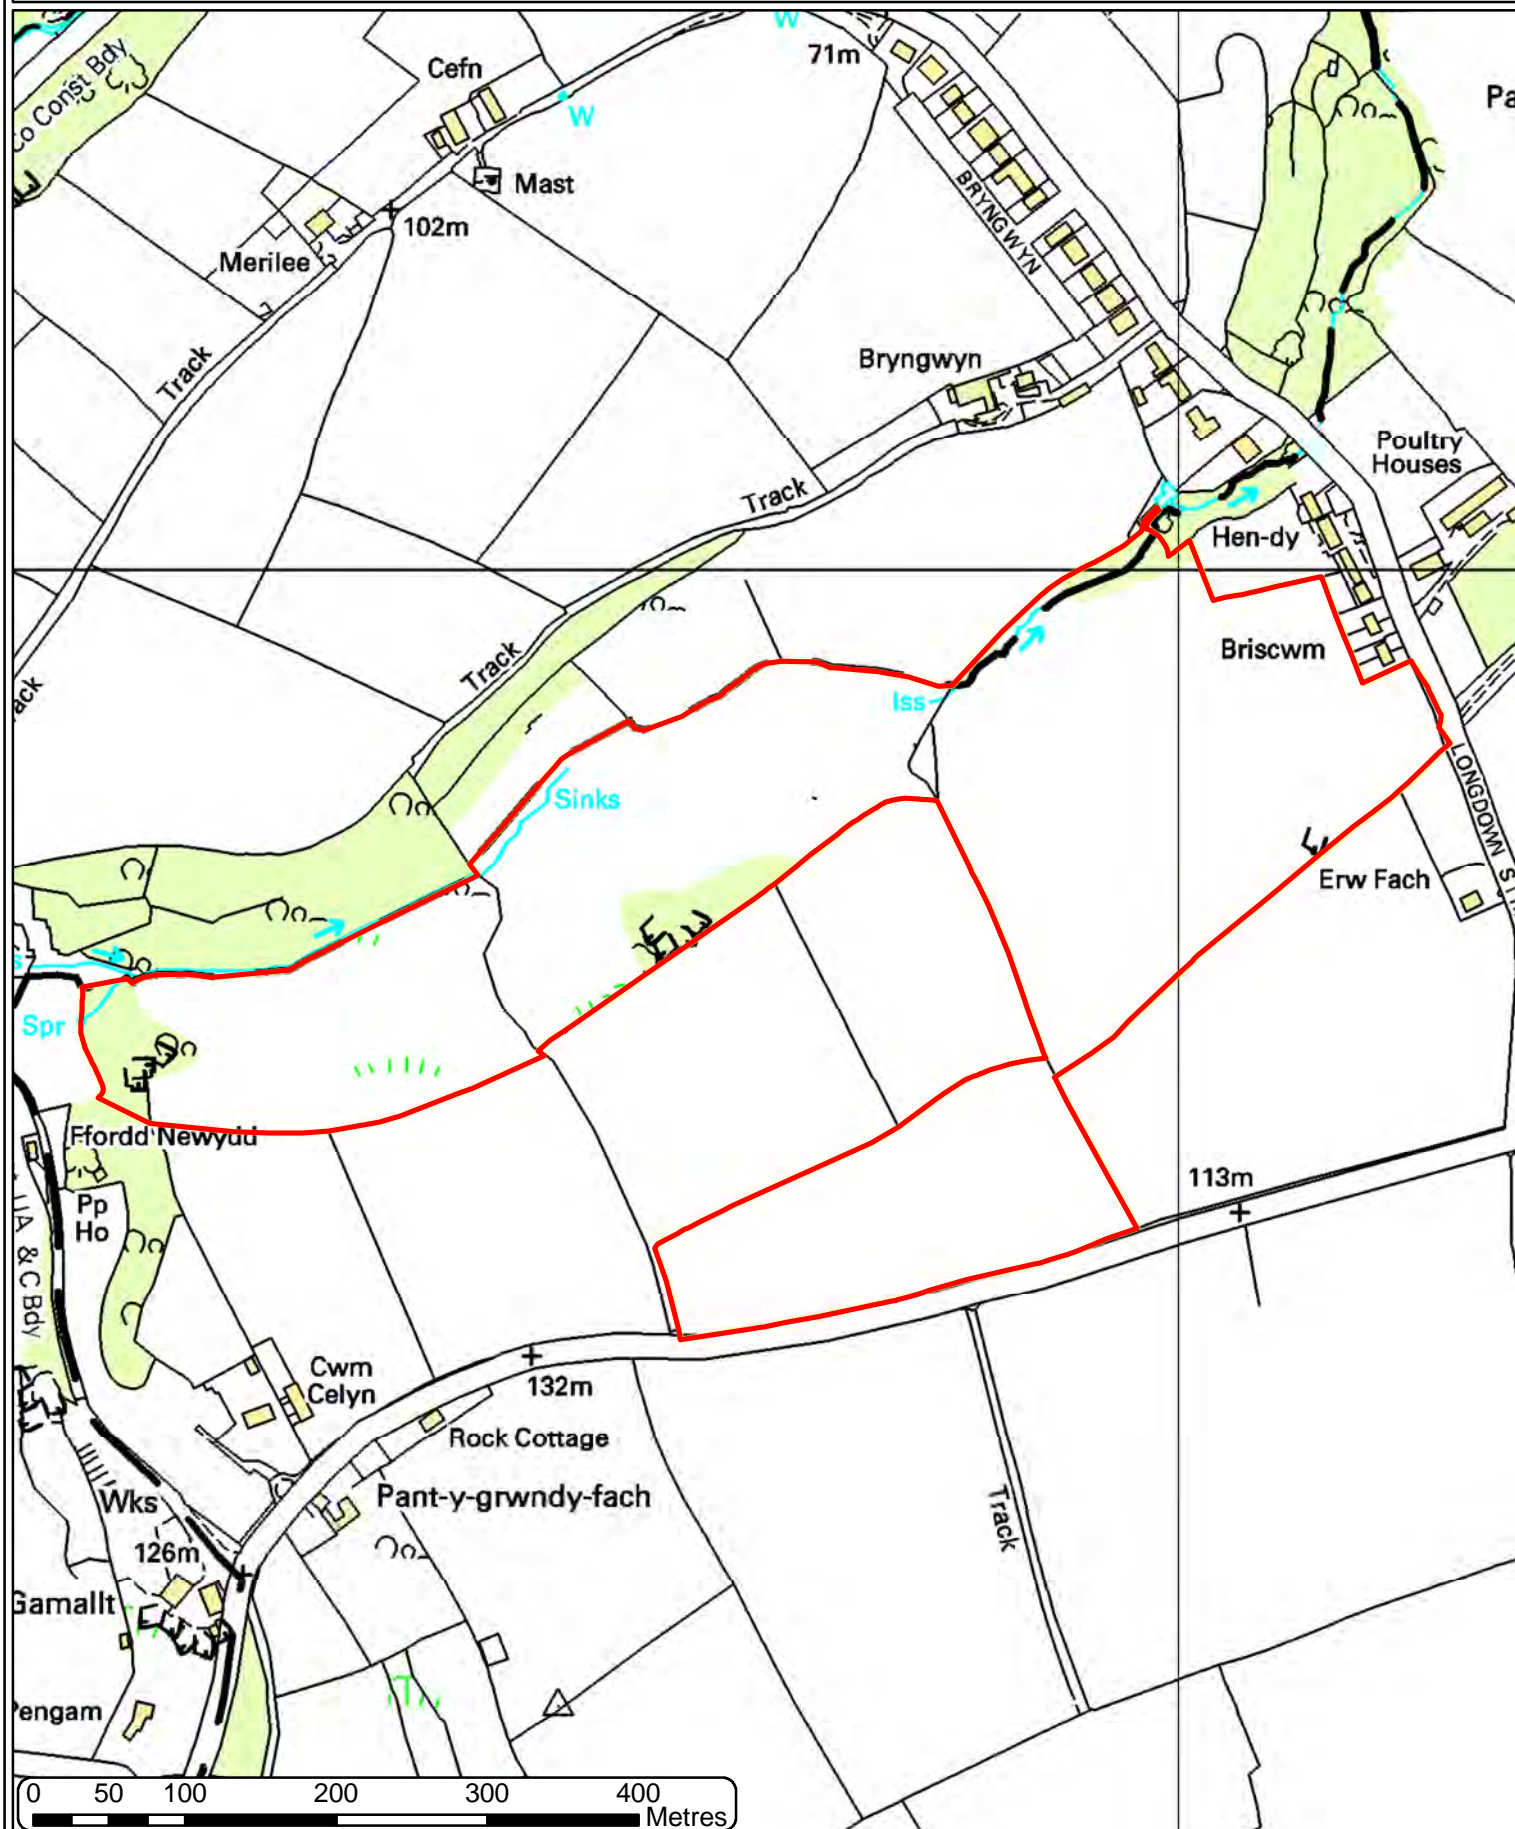 W
71m
Co Const Bdy
Cefn
W
Pa
Mast
102m
Merilee
BRYNGWYN
Track
Bryngwyn
Poultry
Houses
Track
Hen-dy
Track
Briscwm
ack
Iss
LONGDOWN ST
Sinks
Erw Fach
s
Spr
Ffordd Newydd
Pp
Ho
113m
UA & C Bdy
Cwm
Celyn
132m
Rock Cottage
Pant-y-grwndy-fach
Wks
Track
126m
Gamallt
Pengam
0 50 100 200 300 400
Metres